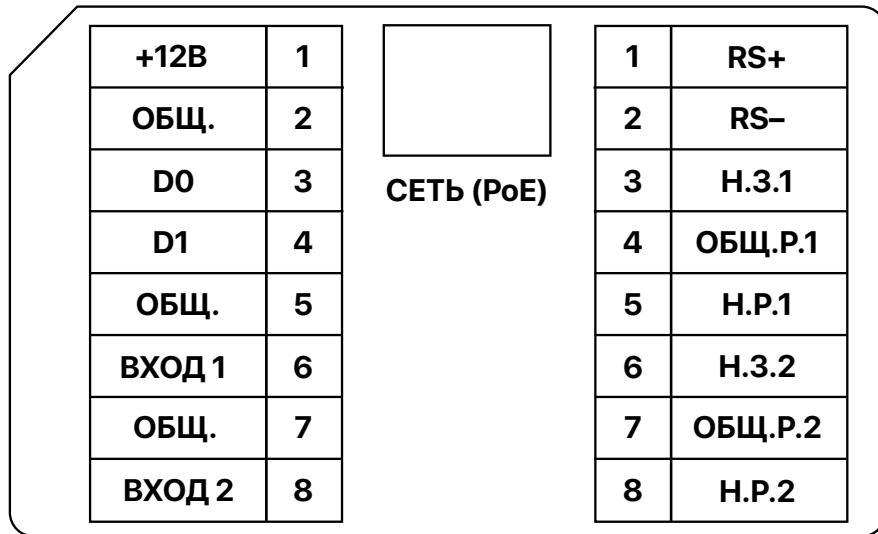 +12В 1
ОБЩ. 2
D0 3
D1 4
ОБЩ. 5
ВХОД 1 6
ОБЩ. 7
ВХОД 2 8
СЕТЬ (PoE)
1 RS+
2 RS–
3 Н.З.1
4 ОБЩ.Р.1
5 Н.Р.1
6 Н.З.2
7 ОБЩ.Р.2
8 Н.Р.2